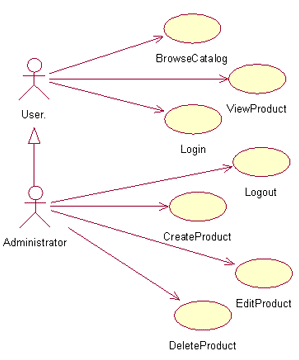 BrowseCatalog
User.
ViewProduct
Login
Logout
Administrator
CreateProduct
EditProduct
DeleteProduct